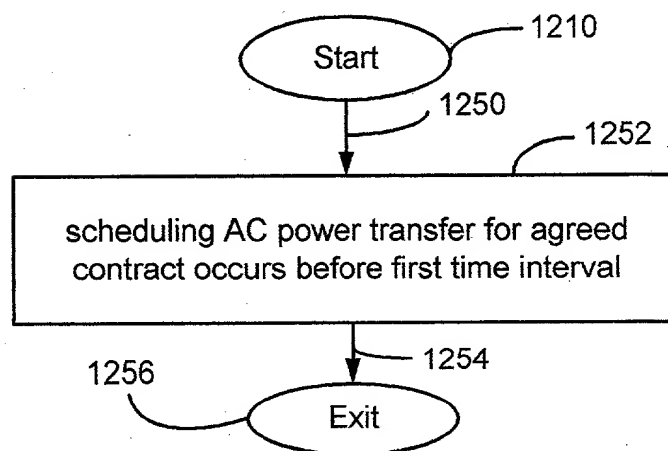 Start
1210
1250
1252
scheduling AC power transfer for agreed
contract occurs before first time interval
1254
1256
Exit